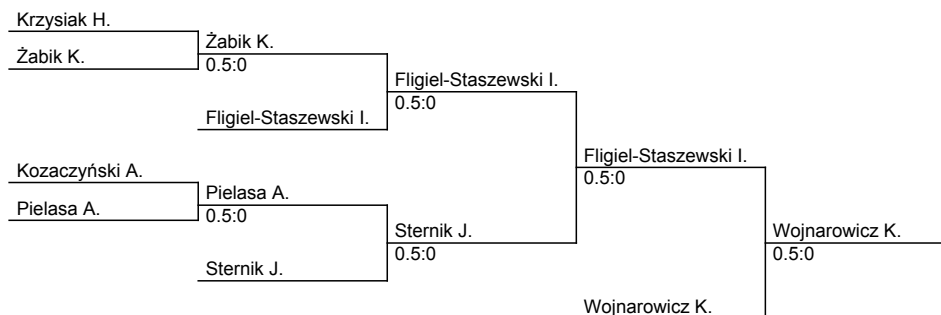 Krzysiak H.
Żabik K.
Żabik K.
0.5:0
Fligiel-Staszewski I.
0.5:0
Fligiel-Staszewski I.
Fligiel-Staszewski I.
0.5:0
Kozaczyński A.
Pielasa A.
Pielasa A.
0.5:0
Sternik J.
0.5:0
Wojnarowicz K.
0.5:0
Sternik J.
Wojnarowicz K.